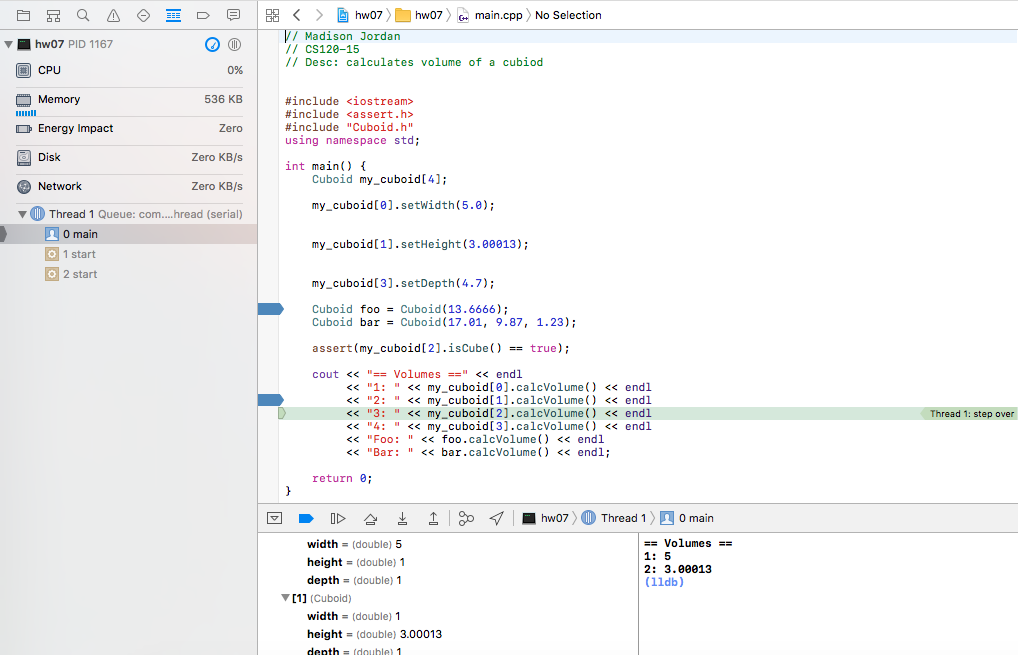 hw07 〉 hw07 〉 main.cpp 〉 No Selection
hw07 PID 1167
CPU 0%
Memory 536 KB
Energy Impact Zero
Disk Zero KB/s
Network Zero KB/s
Thread 1 Queue: com....hread (serial)
0 main
1 start
2 start
// Madison Jordan
// CS120-15
// Desc: calculates volume of a cubiod
#include <iostream>
#include <assert.h>
#include "Cuboid.h"
using namespace std;
int main() {
Cuboid my_cuboid[4];
my_cuboid[0].setWidth(5.0);
my_cuboid[1].setHeight(3.00013);
my_cuboid[3].setDepth(4.7);
Cuboid foo = Cuboid(13.6666);
Cuboid bar = Cuboid(17.01, 9.87, 1.23);
assert(my_cuboid[2].isCube() == true);
cout << "== Volumes ==" << endl
<< "1: " << my_cuboid[0].calcVolume() << endl
<< "2: " << my_cuboid[1].calcVolume() << endl
<< "3: " << my_cuboid[2].calcVolume() << endl Thread 1: step over
<< "4: " << my_cuboid[3].calcVolume() << endl
<< "Foo: " << foo.calcVolume() << endl
<< "Bar: " << bar.calcVolume() << endl;
return 0;
}
hw07 〉 Thread 1 〉 0 main
width = (double) 5
height = (double) 1
depth = (double) 1
[1] (Cuboid)
width = (double) 1
height = (double) 3.00013
depth = (double) 1
== Volumes ==
1: 5
2: 3.00013
(lldb)